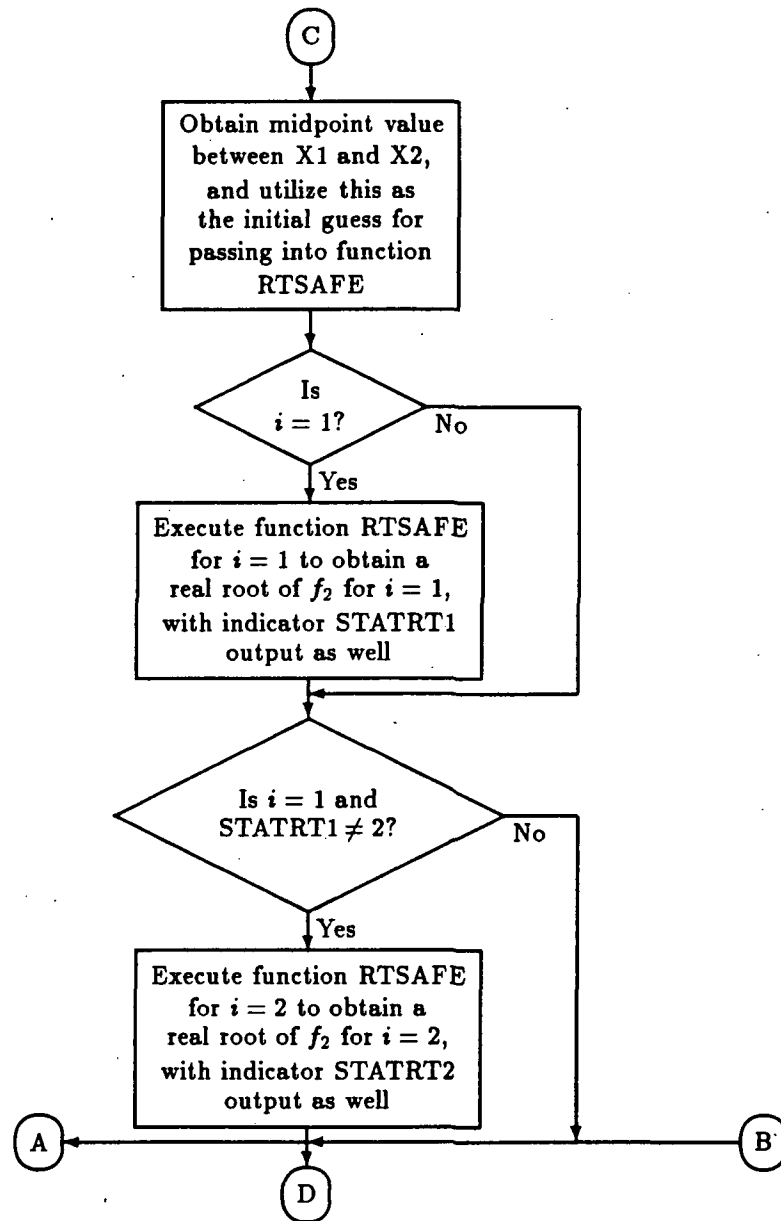 C
Obtain midpoint value
between X1 and X2,
and utilize this as
the initial guess for
passing into function
RTSAFE
Is
i = 1?
No
Yes
Execute function RTSAFE
for i = 1 to obtain a
real root of f₂ for i = 1,
with indicator STATRT1
output as well
Is i = 1 and
STATRT1 ≠ 2?
No
Yes
Execute function RTSAFE
for i = 2 to obtain a
real root of f₂ for i = 2,
with indicator STATRT2
output as well
A
B
D